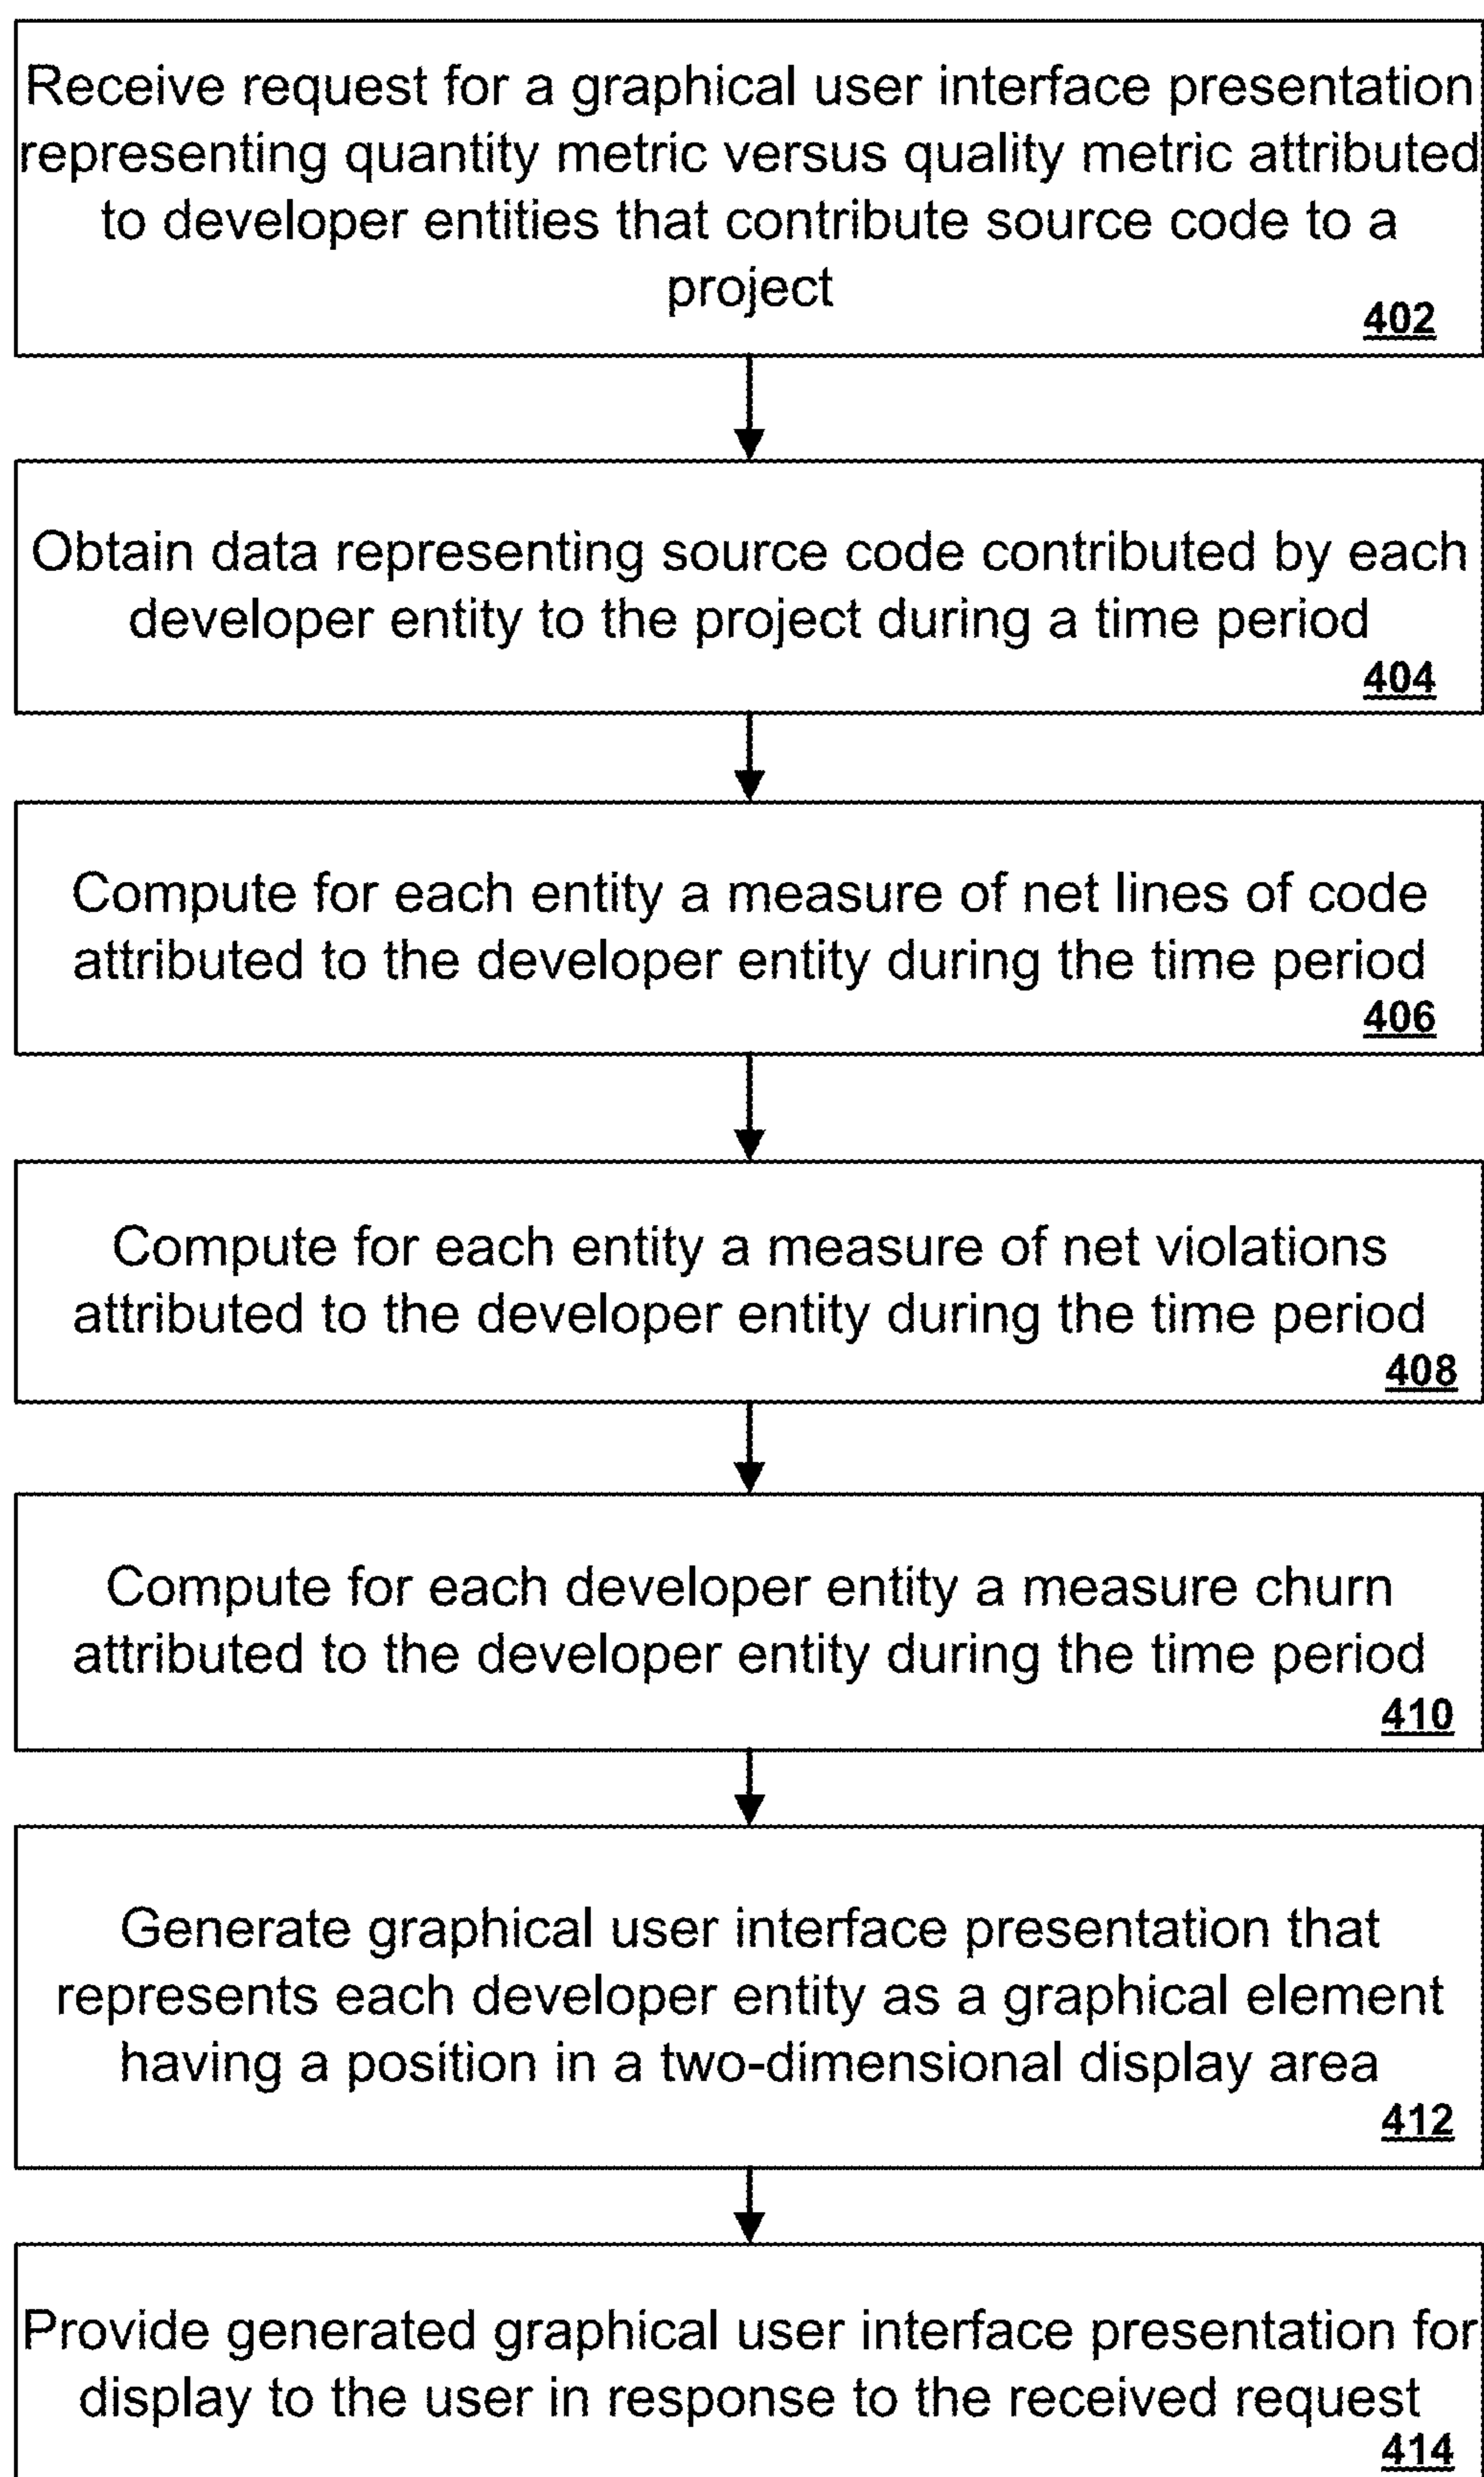 Receive request for a graphical user interface presentation
representing quantity metric versus quality metric attributed
to developer entities that contribute source code to a
project
402
Obtain data representing source code contributed by each
developer entity to the project during a time period
404
Compute for each entity a measure of net lines of code
attributed to the developer entity during the time period
406
Compute for each entity a measure of net violations
attributed to the developer entity during the time period
408
Compute for each developer entity a measure churn
attributed to the developer entity during the time period
410
Generate graphical user interface presentation that
represents each developer entity as a graphical element
having a position in a two-dimensional display area
412
Provide generated graphical user interface presentation for
display to the user in response to the received request
414